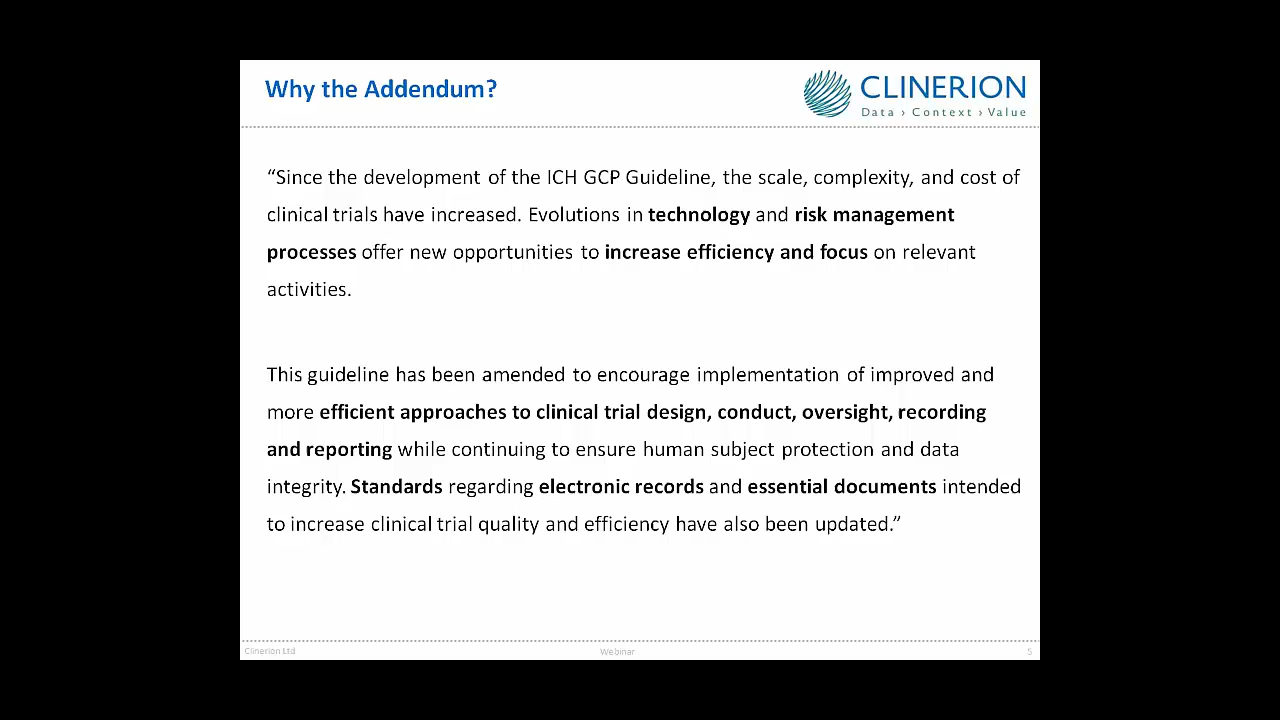 Why the Addendum?
CLINERION
Data › Context › Value
“Since the development of the ICH GCP Guideline, the scale, complexity, and cost of
clinical trials have increased. Evolutions in technology and risk management
processes offer new opportunities to increase efficiency and focus on relevant
activities.
This guideline has been amended to encourage implementation of improved and
more efficient approaches to clinical trial design, conduct, oversight, recording
and reporting while continuing to ensure human subject protection and data
integrity. Standards regarding electronic records and essential documents intended
to increase clinical trial quality and efficiency have also been updated.”
Clinerion Ltd
Webinar
5